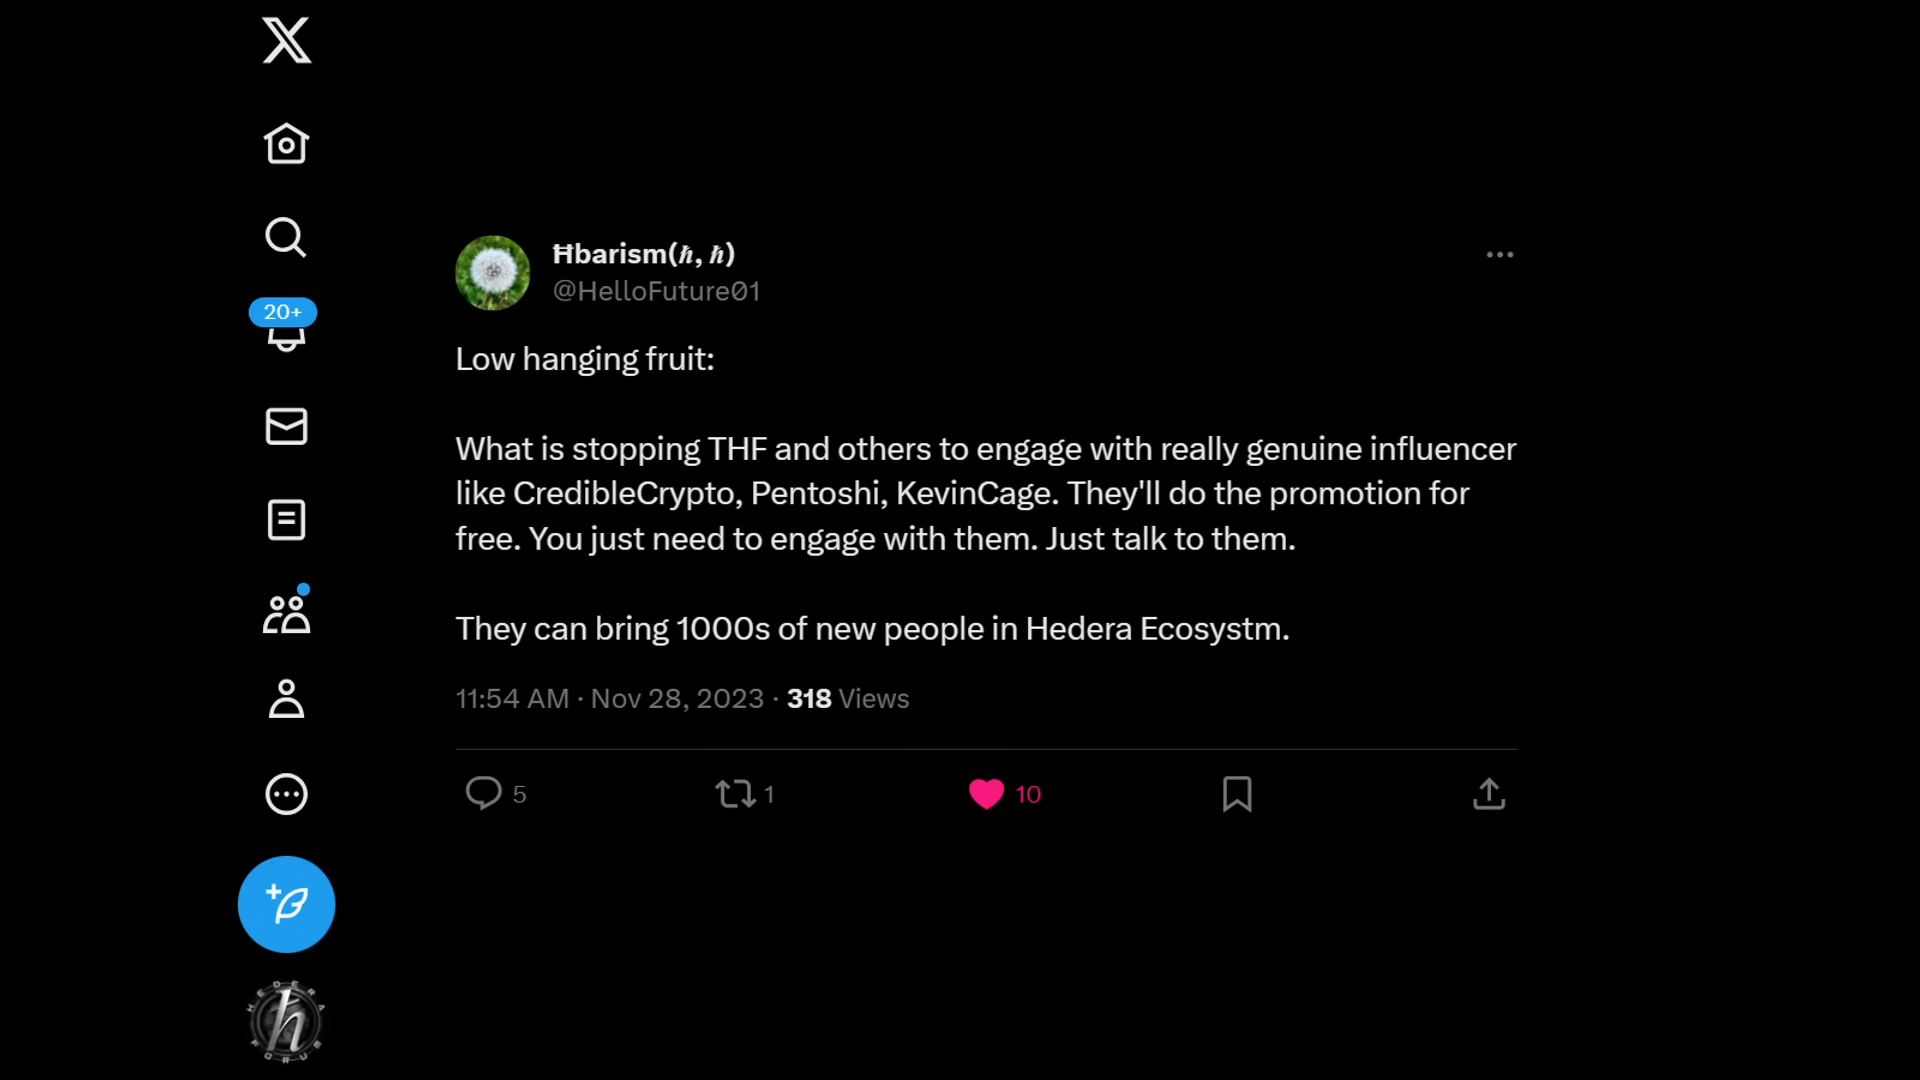 Ħbarism(ℏ, ℏ)
@HelloFuture01
Low hanging fruit:
What is stopping THF and others to engage with really genuine influencer
like CredibleCrypto, Pentoshi, KevinCage. They'll do the promotion for
free. You just need to engage with them. Just talk to them.
They can bring 1000s of new people in Hedera Ecosystm.
11:54 AM · Nov 28, 2023 · 318 Views
5 1 10
20+
HEDERA
ℏ
FORUE